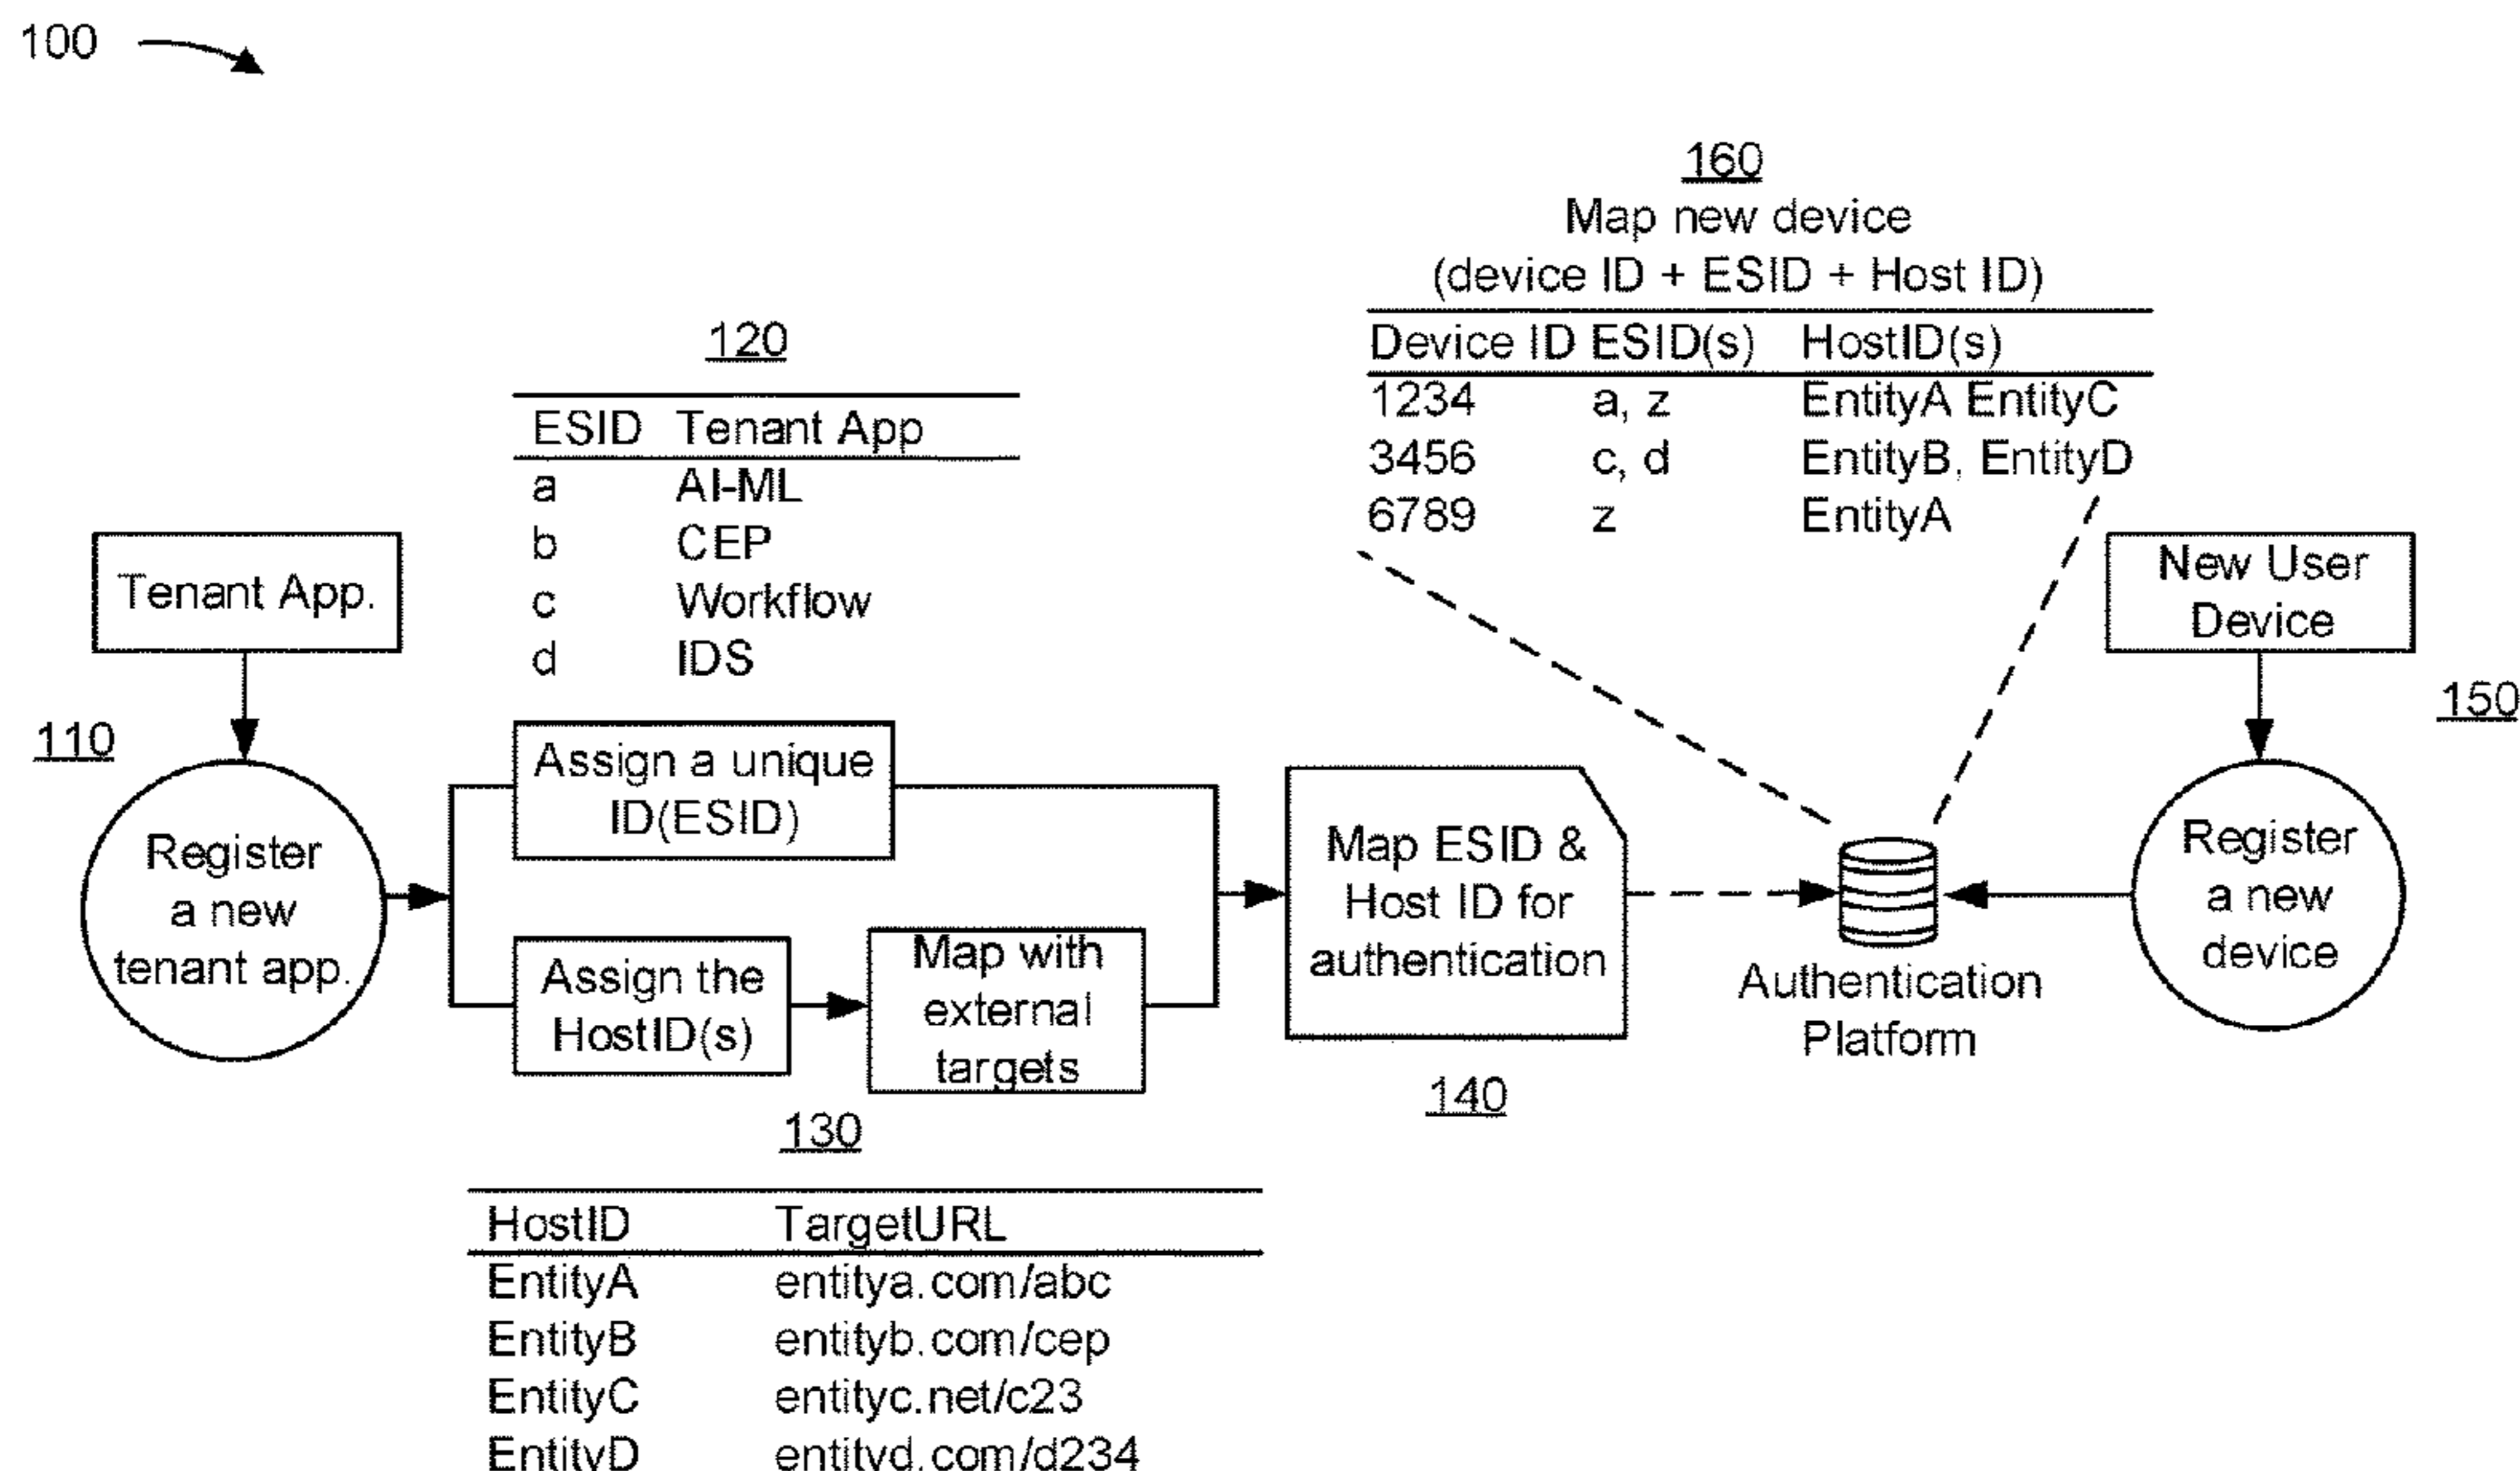 100
160
Map new device
(device ID + ESID + Host ID)
Device ID ESID(s) HostID(s)
1234 a, z EntityA EntityC
3456 c, d EntityB, EntityD
6789 z EntityA
120
ESID Tenant App
a AI-ML
b CEP
c Workflow
d IDS
Tenant App.
110
Register
a new
tenant app.
Assign a unique
ID(ESID)
Assign the
HostID(s)
Map with
external
targets
130
HostID TargetURL
EntityA entitya.com/abc
EntityB entityb.com/cep
EntityC entityc.net/c23
EntityD entityd.com/d234
Map ESID &
Host ID for
authentication
140
Authentication
Platform
New User
Device
150
Register
a new
device